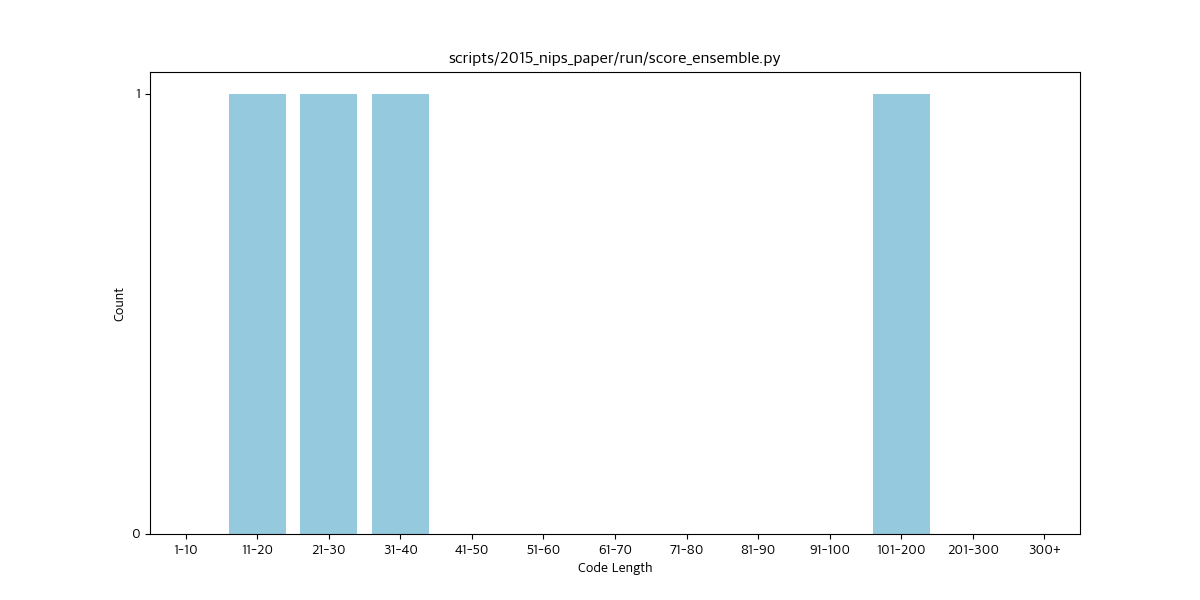 scripts/2015_nips_paper/run/score_ensemble.py
1
Count
0
1-10 11-20 21-30 31-40 41-50 51-60 61-70 71-80 81-90 91-100 101-200 201-300 300+
Code Length